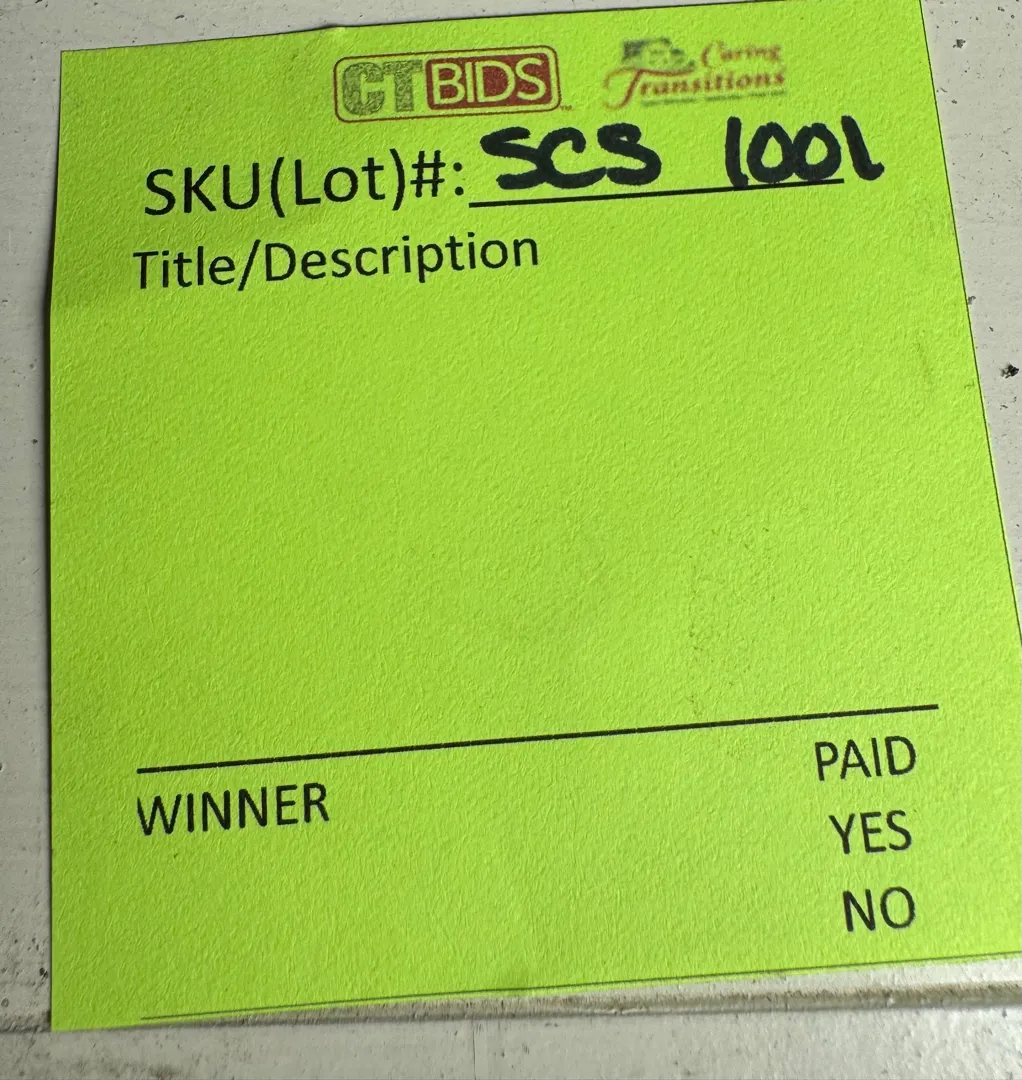 CTBIDS Caring
Transitions
SKU(Lot)#: SCS 1001
Title/Description
WINNER PAID
YES
NO